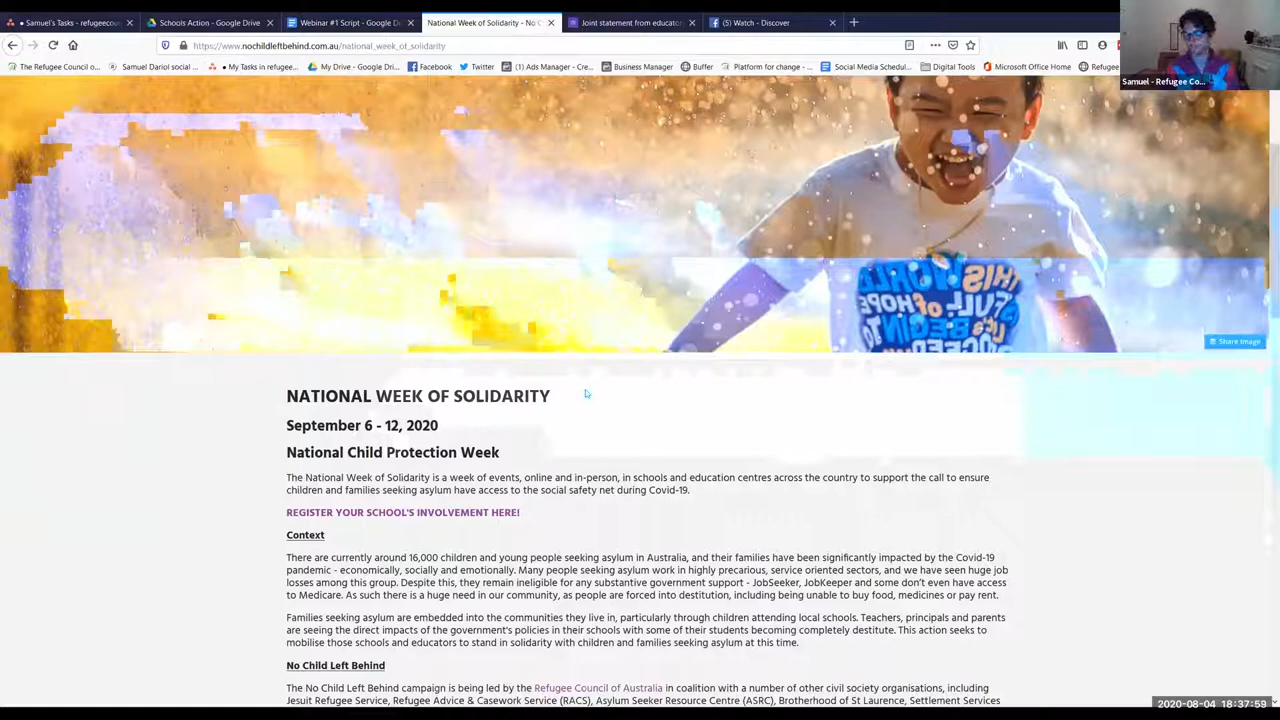 Samuel's Tasks - refugeecou
Schools Action - Google Drive
Webinar #1 Script - Google D
National Week of Solidarity - No C
Joint statement from educator
(5) Watch - Discover
https://www.nochildleftbehind.com.au/national_week_of_solidarity
The Refugee Council o...
Samuel Dariol social ...
My Tasks in refugee...
My Drive - Google Dri...
Facebook
Twitter
(1) Ads Manager - Cre...
Business Manager
Buffer
Platform for change - ...
Social Media Schedul...
Digital Tools
Microsoft Office Home
Refugee
Samuel - Refugee Co...
THIS WORLD
FULL OF HOPE
LET'S BEGIN TO
Share Image
NATIONAL WEEK OF SOLIDARITY
September 6 - 12, 2020
National Child Protection Week
The National Week of Solidarity is a week of events, online and in-person, in schools and education centres across the country to support the call to ensure
children and families seeking asylum have access to the social safety net during Covid-19.
REGISTER YOUR SCHOOL'S INVOLVEMENT HERE!
Context
There are currently around 16,000 children and young people seeking asylum in Australia, and their families have been significantly impacted by the Covid-19
pandemic - economically, socially and emotionally. Many people seeking asylum work in highly precarious, service oriented sectors, and we have seen huge job
losses among this group. Despite this, they remain ineligible for any substantive government support - JobSeeker, JobKeeper and some don't even have access
to Medicare. As such there is a huge need in our community, as people are forced into destitution, including being unable to buy food, medicines or pay rent.
Families seeking asylum are embedded into the communities they live in, particularly through children attending local schools. Teachers, principals and parents
are seeing the direct impacts of the government's policies in their schools with some of their students becoming completely destitute. This action seeks to
mobilise those schools and educators to stand in solidarity with children and families seeking asylum at this time.
No Child Left Behind
The No Child Left Behind campaign is being led by the Refugee Council of Australia in coalition with a number of other civil society organisations, including
Jesuit Refugee Service, Refugee Advice & Casework Service (RACS), Asylum Seeker Resource Centre (ASRC), Brotherhood of St Laurence, Settlement Services
2020-08-04 18:37:59